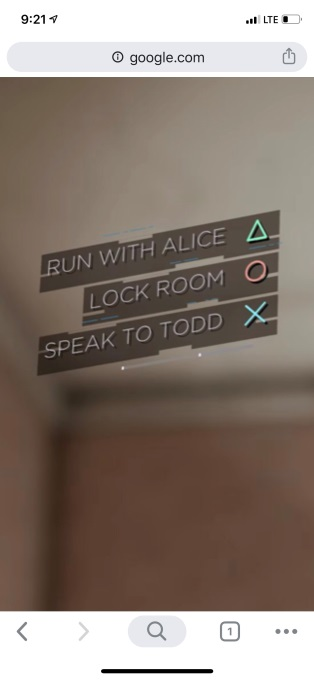 9:21
LTE
google.com
RUN WITH ALICE
LOCK ROOM
SPEAK TO TODD
1